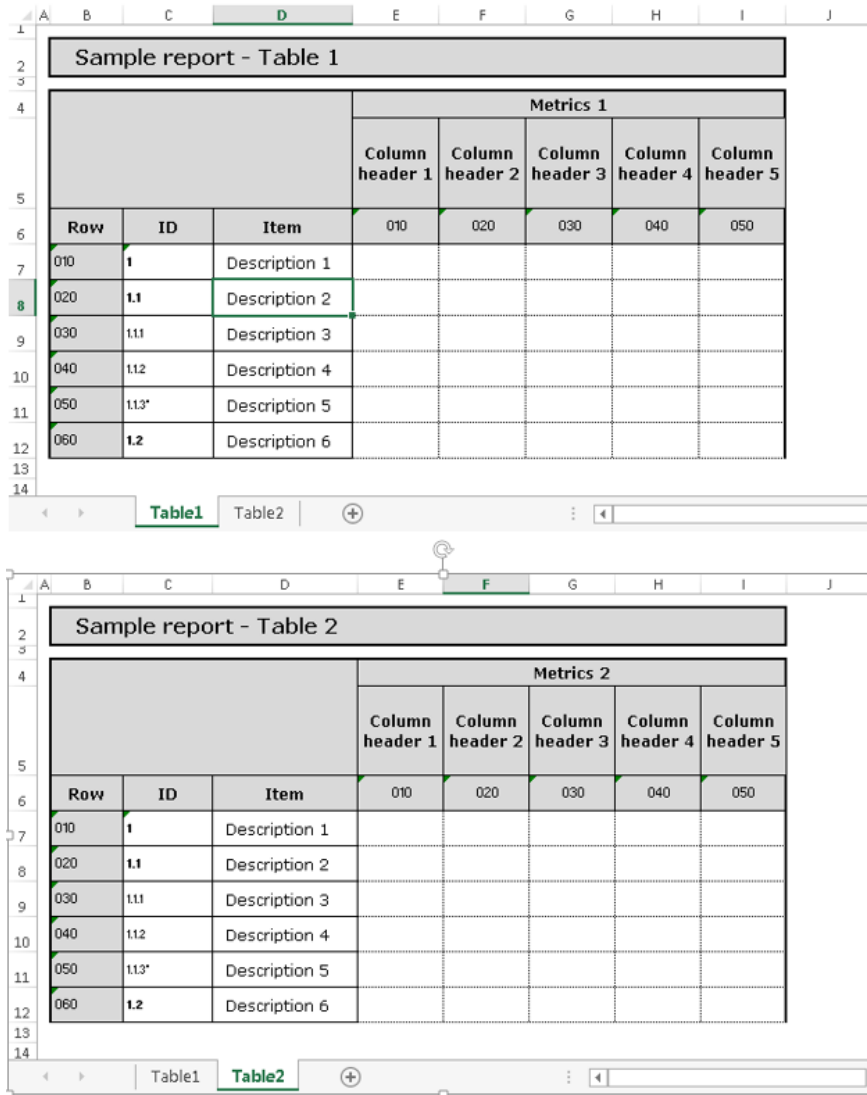 A B C D E F G H I J
1
2 Sample report - Table 1
3
4 Metrics 1
5 Column header 1 Column header 2 Column header 3 Column header 4 Column header 5
6 Row ID Item 010 020 030 040 050
7 010 1 Description 1
8 020 1.1 Description 2
9 030 1.1.1 Description 3
10 040 1.1.2 Description 4
11 050 1.1.3* Description 5
12 060 1.2 Description 6
13
14
Table1 Table2
A B C D E F G H I J
1
2 Sample report - Table 2
3
4 Metrics 2
5 Column header 1 Column header 2 Column header 3 Column header 4 Column header 5
6 Row ID Item 010 020 030 040 050
7 010 1 Description 1
8 020 1.1 Description 2
9 030 1.1.1 Description 3
10 040 1.1.2 Description 4
11 050 1.1.3* Description 5
12 060 1.2 Description 6
13
14
Table1 Table2